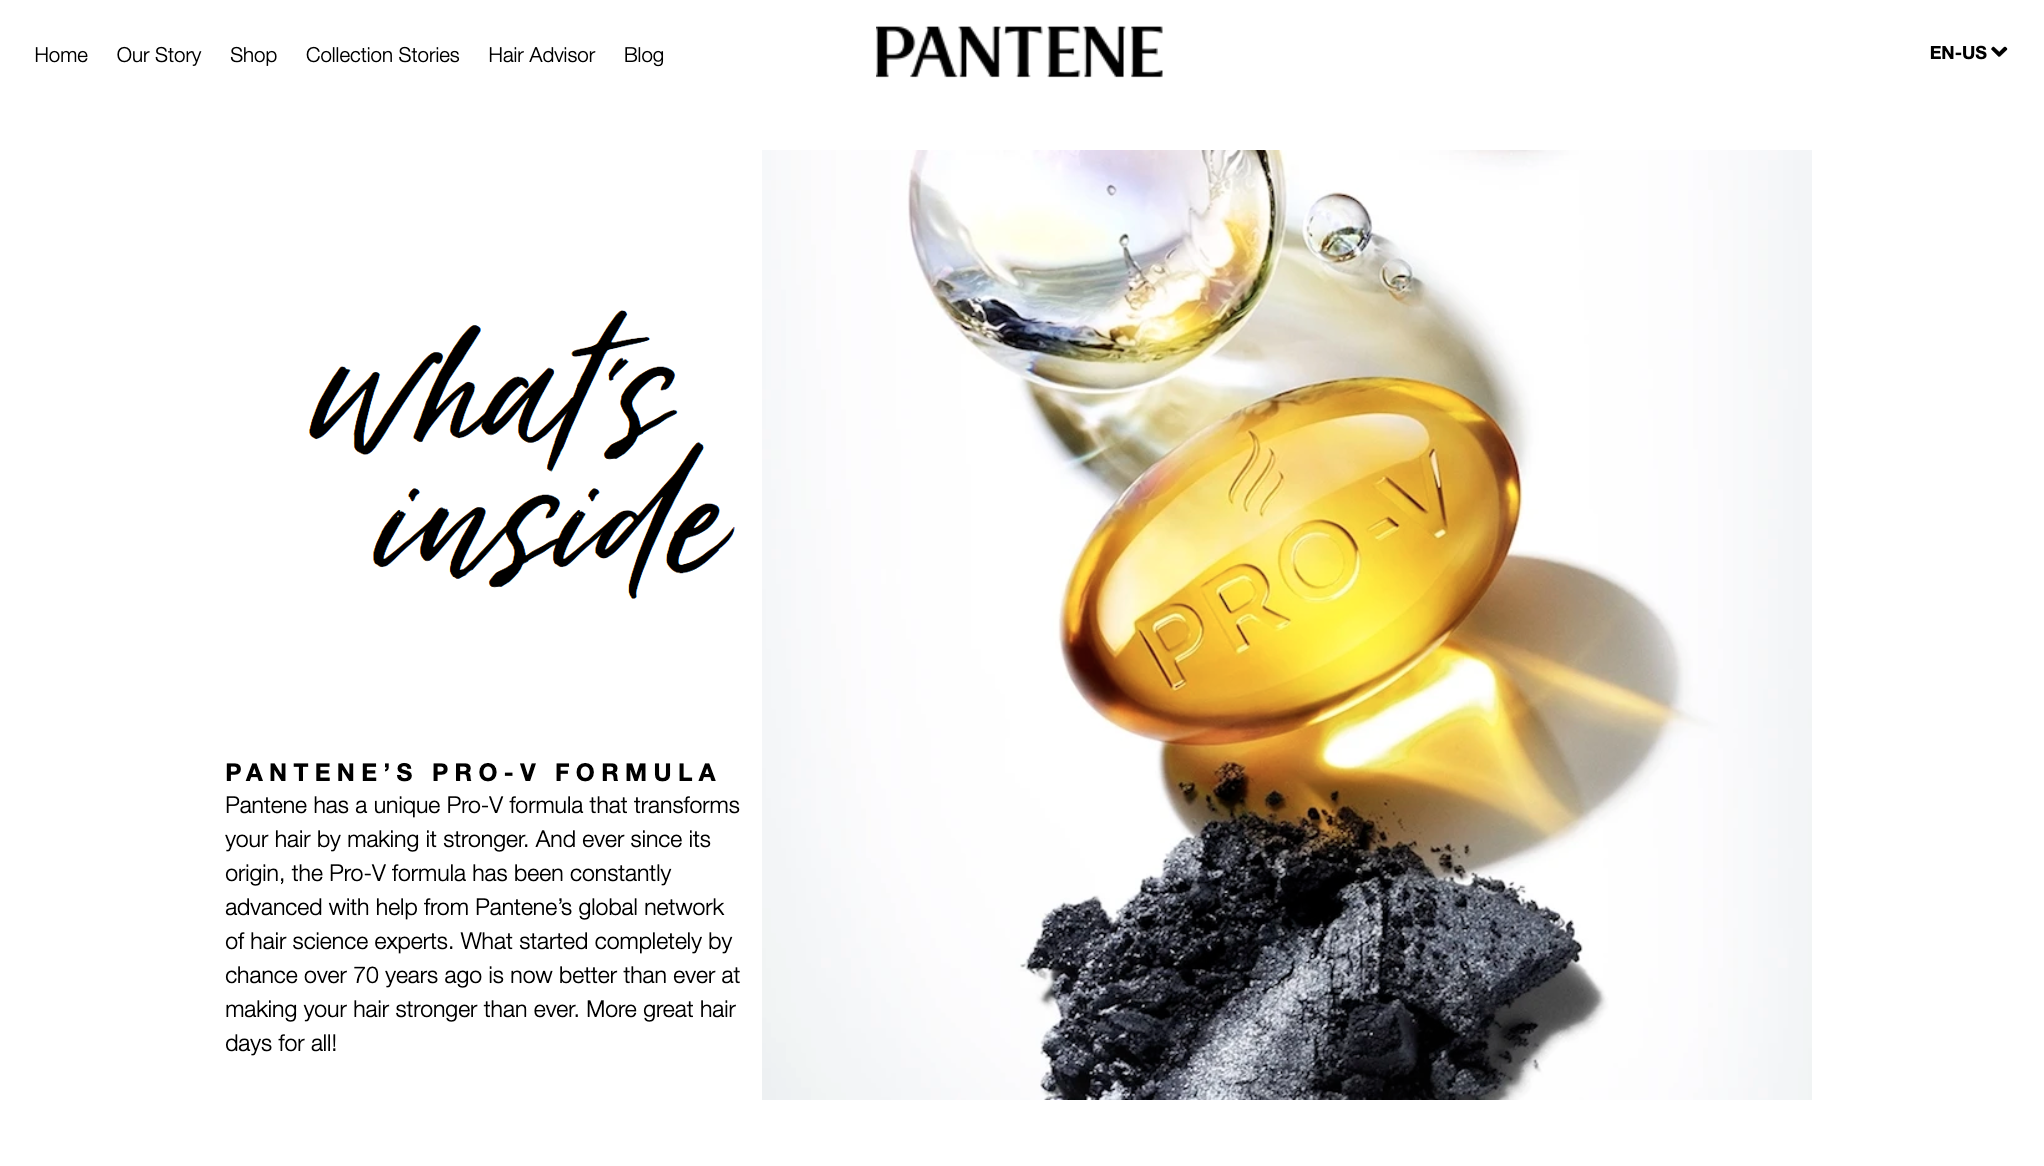 Home Our Story Shop Collection Stories Hair Advisor Blog
PANTENE
EN-US
what's
inside
PRO-V
PANTENE’S PRO-V FORMULA
Pantene has a unique Pro-V formula that transforms
your hair by making it stronger. And ever since its
origin, the Pro-V formula has been constantly
advanced with help from Pantene’s global network
of hair science experts. What started completely by
chance over 70 years ago is now better than ever at
making your hair stronger than ever. More great hair
days for all!